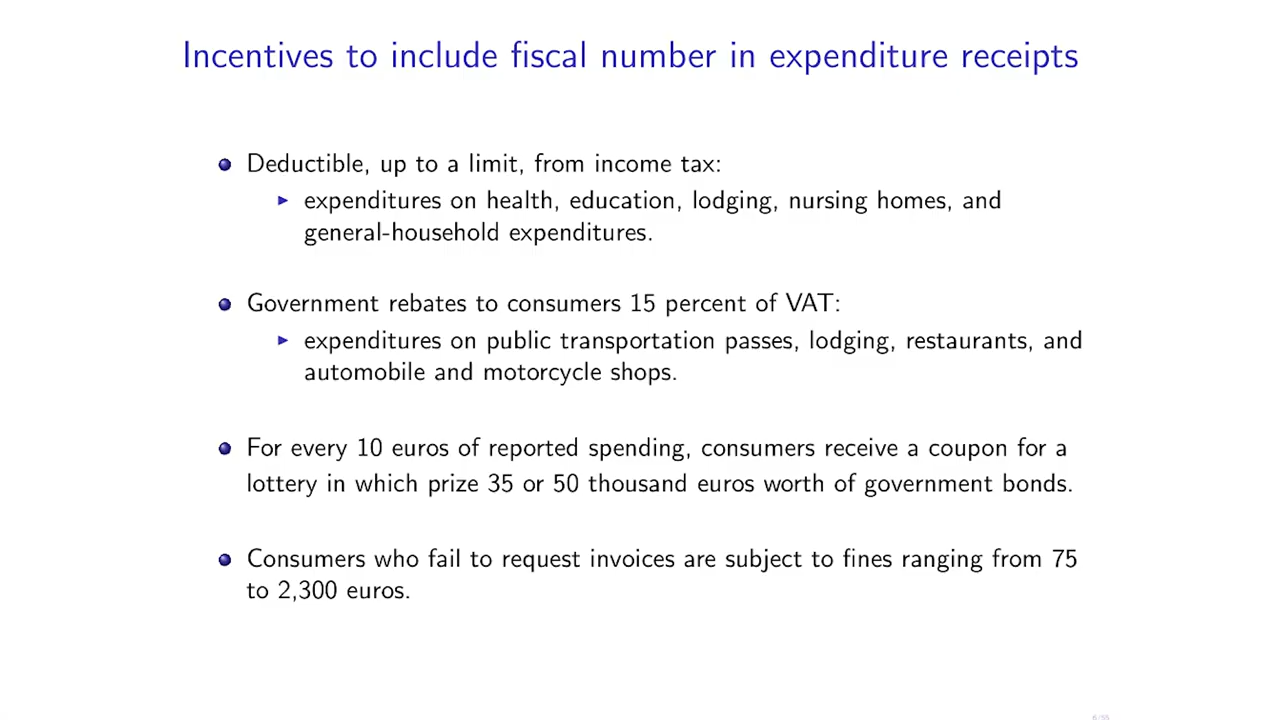 Incentives to include fiscal number in expenditure receipts
Deductible, up to a limit, from income tax:
expenditures on health, education, lodging, nursing homes, and
general-household expenditures.
Government rebates to consumers 15 percent of VAT:
expenditures on public transportation passes, lodging, restaurants, and
automobile and motorcycle shops.
For every 10 euros of reported spending, consumers receive a coupon for a
lottery in which prize 35 or 50 thousand euros worth of government bonds.
Consumers who fail to request invoices are subject to fines ranging from 75
to 2,300 euros.